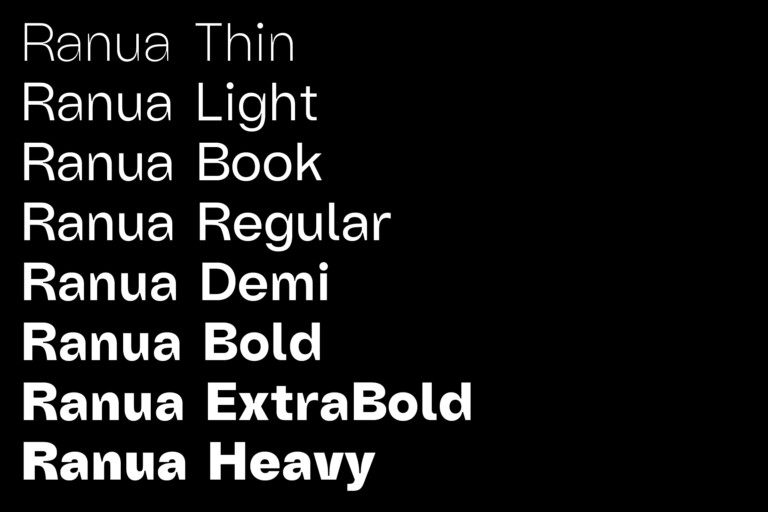 Ranua Thin
Ranua Light
Ranua Book
Ranua Regular
Ranua Demi
Ranua Bold
Ranua ExtraBold
Ranua Heavy